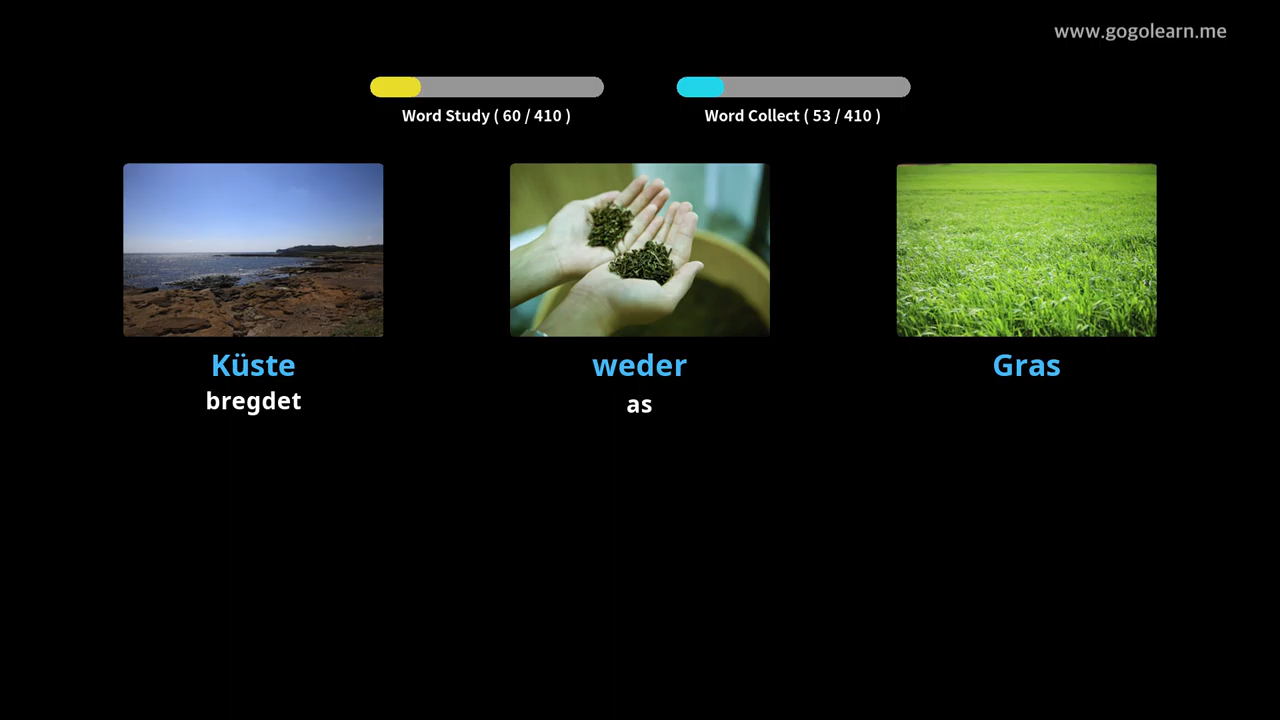 www.gogolearn.me
Word Study ( 60 / 410 )
Word Collect ( 53 / 410 )
Küste
bregdet
weder
as
Gras